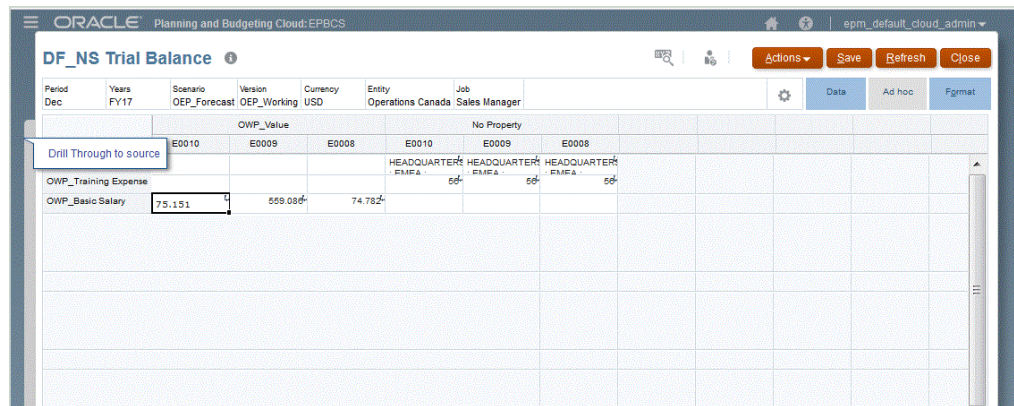 ORACLE® Planning and Budgeting Cloud:EPBCS epm_default_cloud_admin
DF_NS Trial Balance Actions Save Refresh Close
Period Years Scenario Version Currency Entity Job
Dec FY17 OEP_Forecast OEP_Working USD Operations Canada Sales Manager
Data Ad hoc Format
OWP_Value No Property
E0010 E0009 E0008 E0010 E0009 E0008
Drill Through to source
HEADQUARTERS HEADQUARTERS HEADQUARTERS
: EMEA : : EMEA : : EMEA :
OWP_Training Expense 56 56 56
OWP_Basic Salary 75.151 559.086 74.782